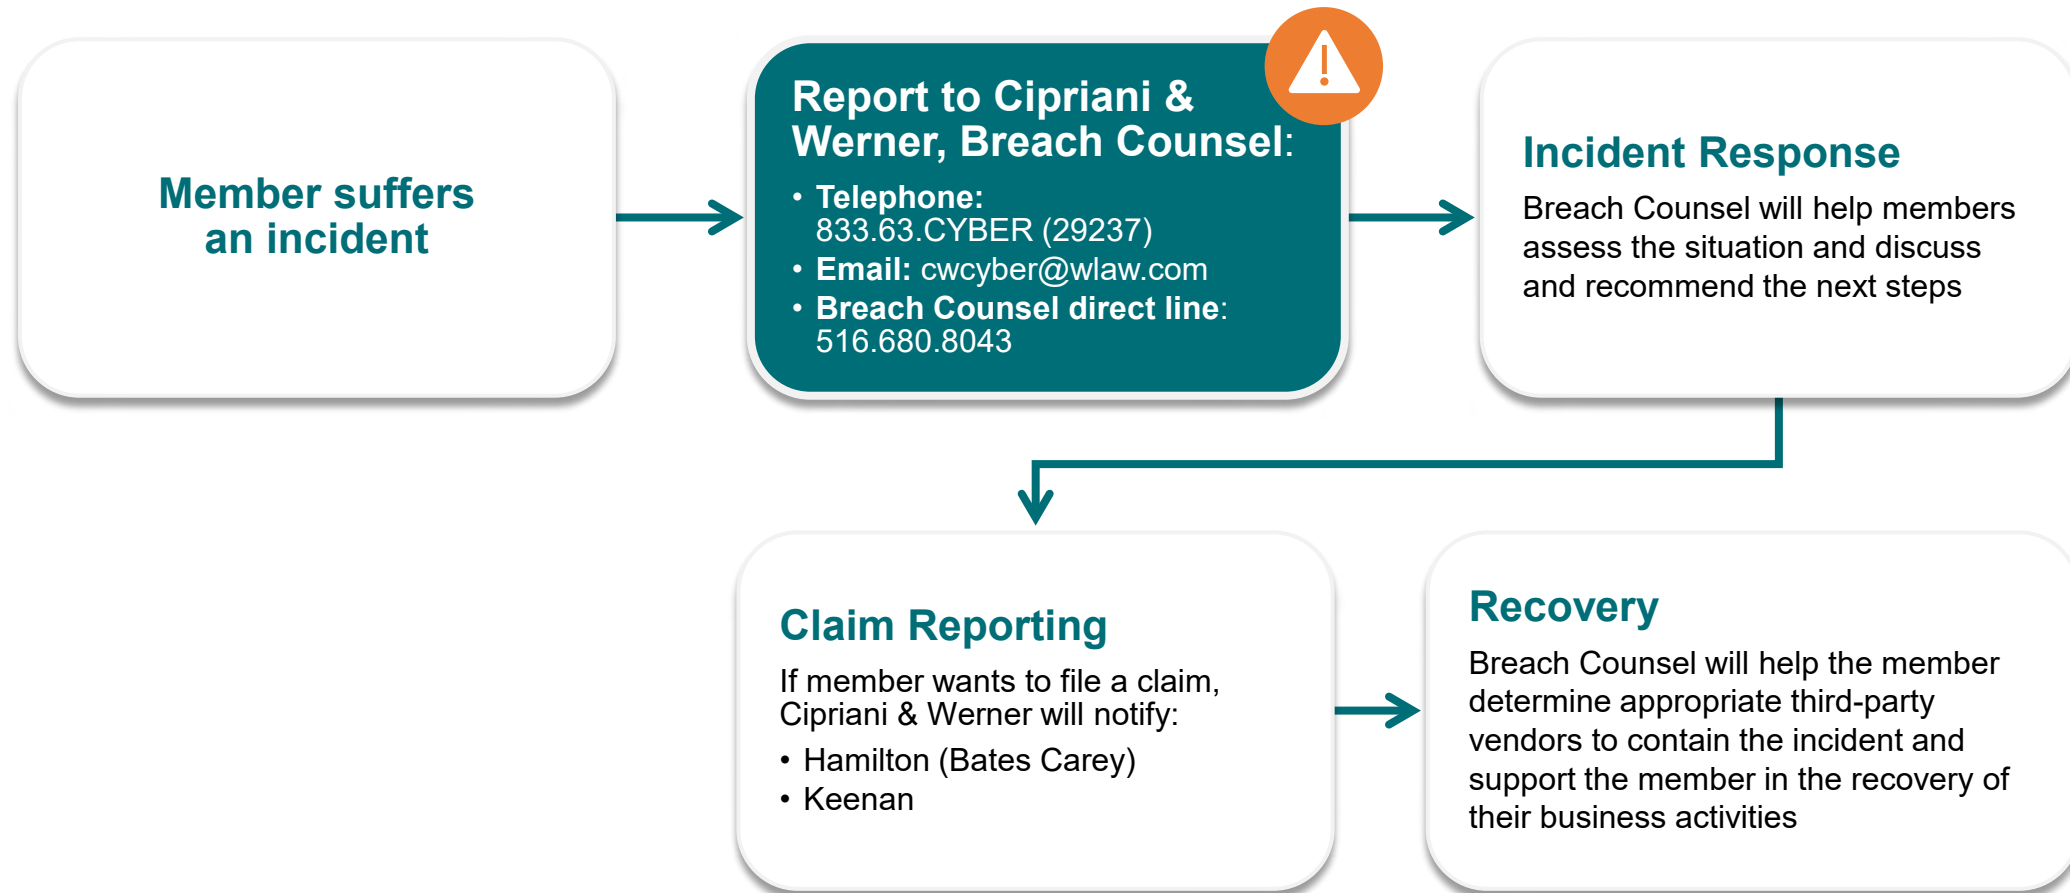 Member suffers
an incident
Report to Cipriani &
Werner, Breach Counsel:
• Telephone:
833.63.CYBER (29237)
• Email: cwcyber@wlaw.com
• Breach Counsel direct line:
516.680.8043
Incident Response
Breach Counsel will help members
assess the situation and discuss
and recommend the next steps
Claim Reporting
If member wants to file a claim,
Cipriani & Werner will notify:
• Hamilton (Bates Carey)
• Keenan
Recovery
Breach Counsel will help the member
determine appropriate third-party
vendors to contain the incident and
support the member in the recovery of
their business activities